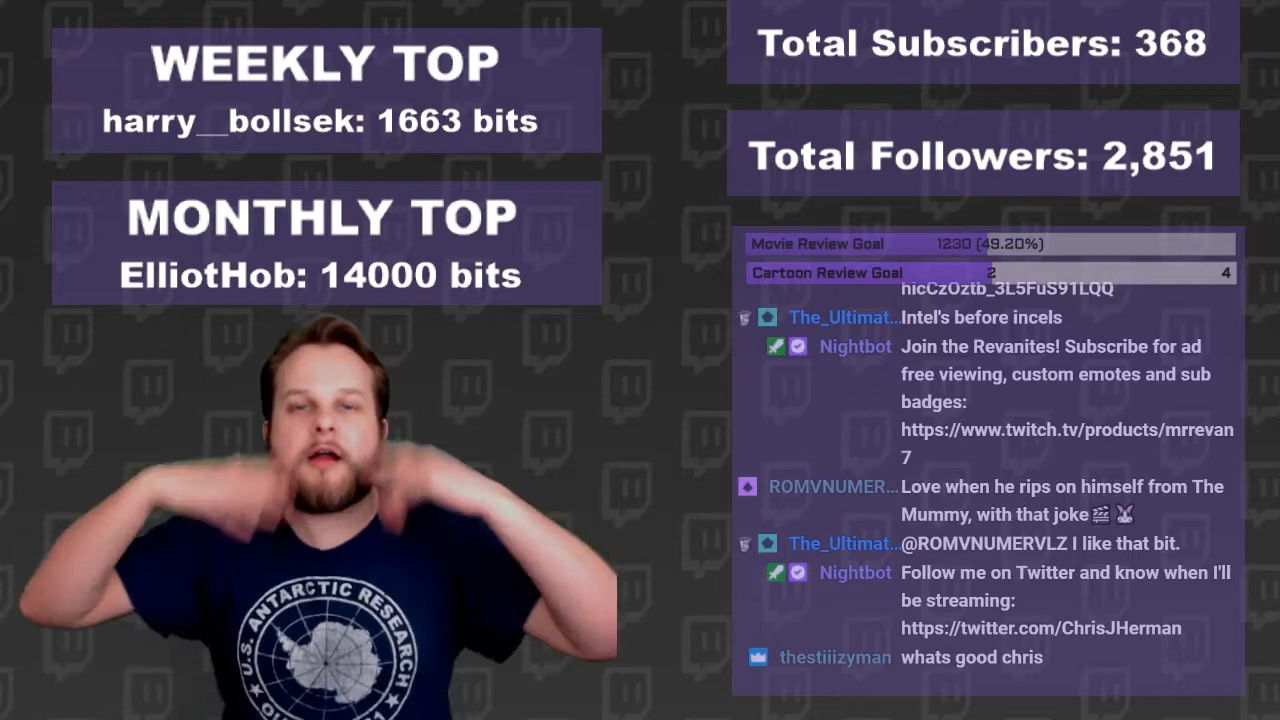 WEEKLY TOP
harry__bollsek: 1663 bits
MONTHLY TOP
ElliotHob: 14000 bits
Total Subscribers: 368
Total Followers: 2,851
Movie Review Goal 1230 (49.20%)
Cartoon Review Goal 2 4
hicCzOztb_3L5FuS91LQQ
The_Ultimat... Intel's before incels
Nightbot Join the Revanites! Subscribe for ad
free viewing, custom emotes and sub
badges:
https://www.twitch.tv/products/mrrevan
7
ROMVNUMER... Love when he rips on himself from The
Mummy, with that joke
The_Ultimat... @ROMVNUMERVLZ I like that bit.
Nightbot Follow me on Twitter and know when I'll
be streaming:
https://twitter.com/ChrisJHerman
thestiiizyman whats good chris
U.S. ANTARCTIC RESEARCH